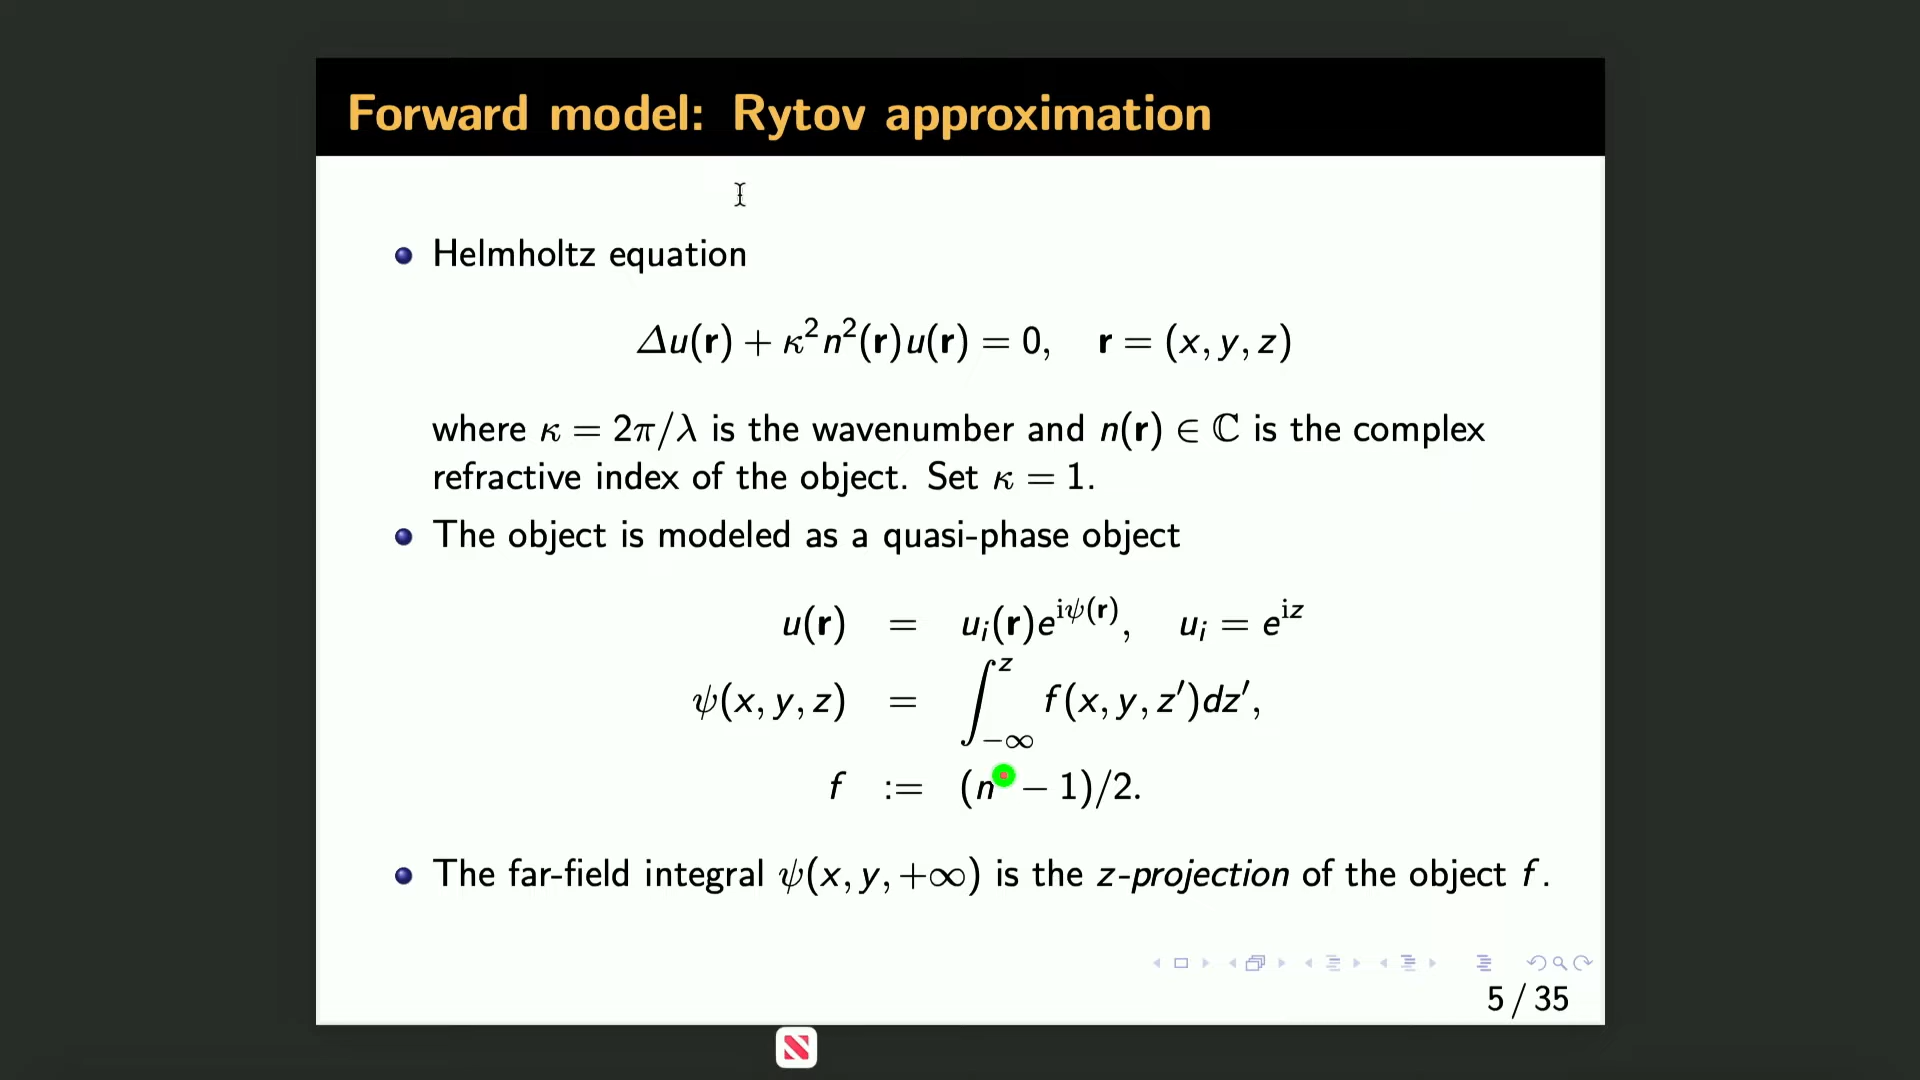 Forward model: Rytov approximation
Helmholtz equation
Δu(r) + κ²n²(r)u(r) = 0, r = (x, y, z)
where κ = 2π/λ is the wavenumber and n(r) ∈ ℂ is the complex
refractive index of the object. Set κ = 1.
The object is modeled as a quasi-phase object
u(r) = uᵢ(r)e^{iψ(r)}, uᵢ = e^{iz}
ψ(x, y, z) = ∫_{-∞}^{z} f(x, y, z′)dz′,
f := (n − 1)/2.
The far-field integral ψ(x, y, +∞) is the z-projection of the object f.
5 / 35